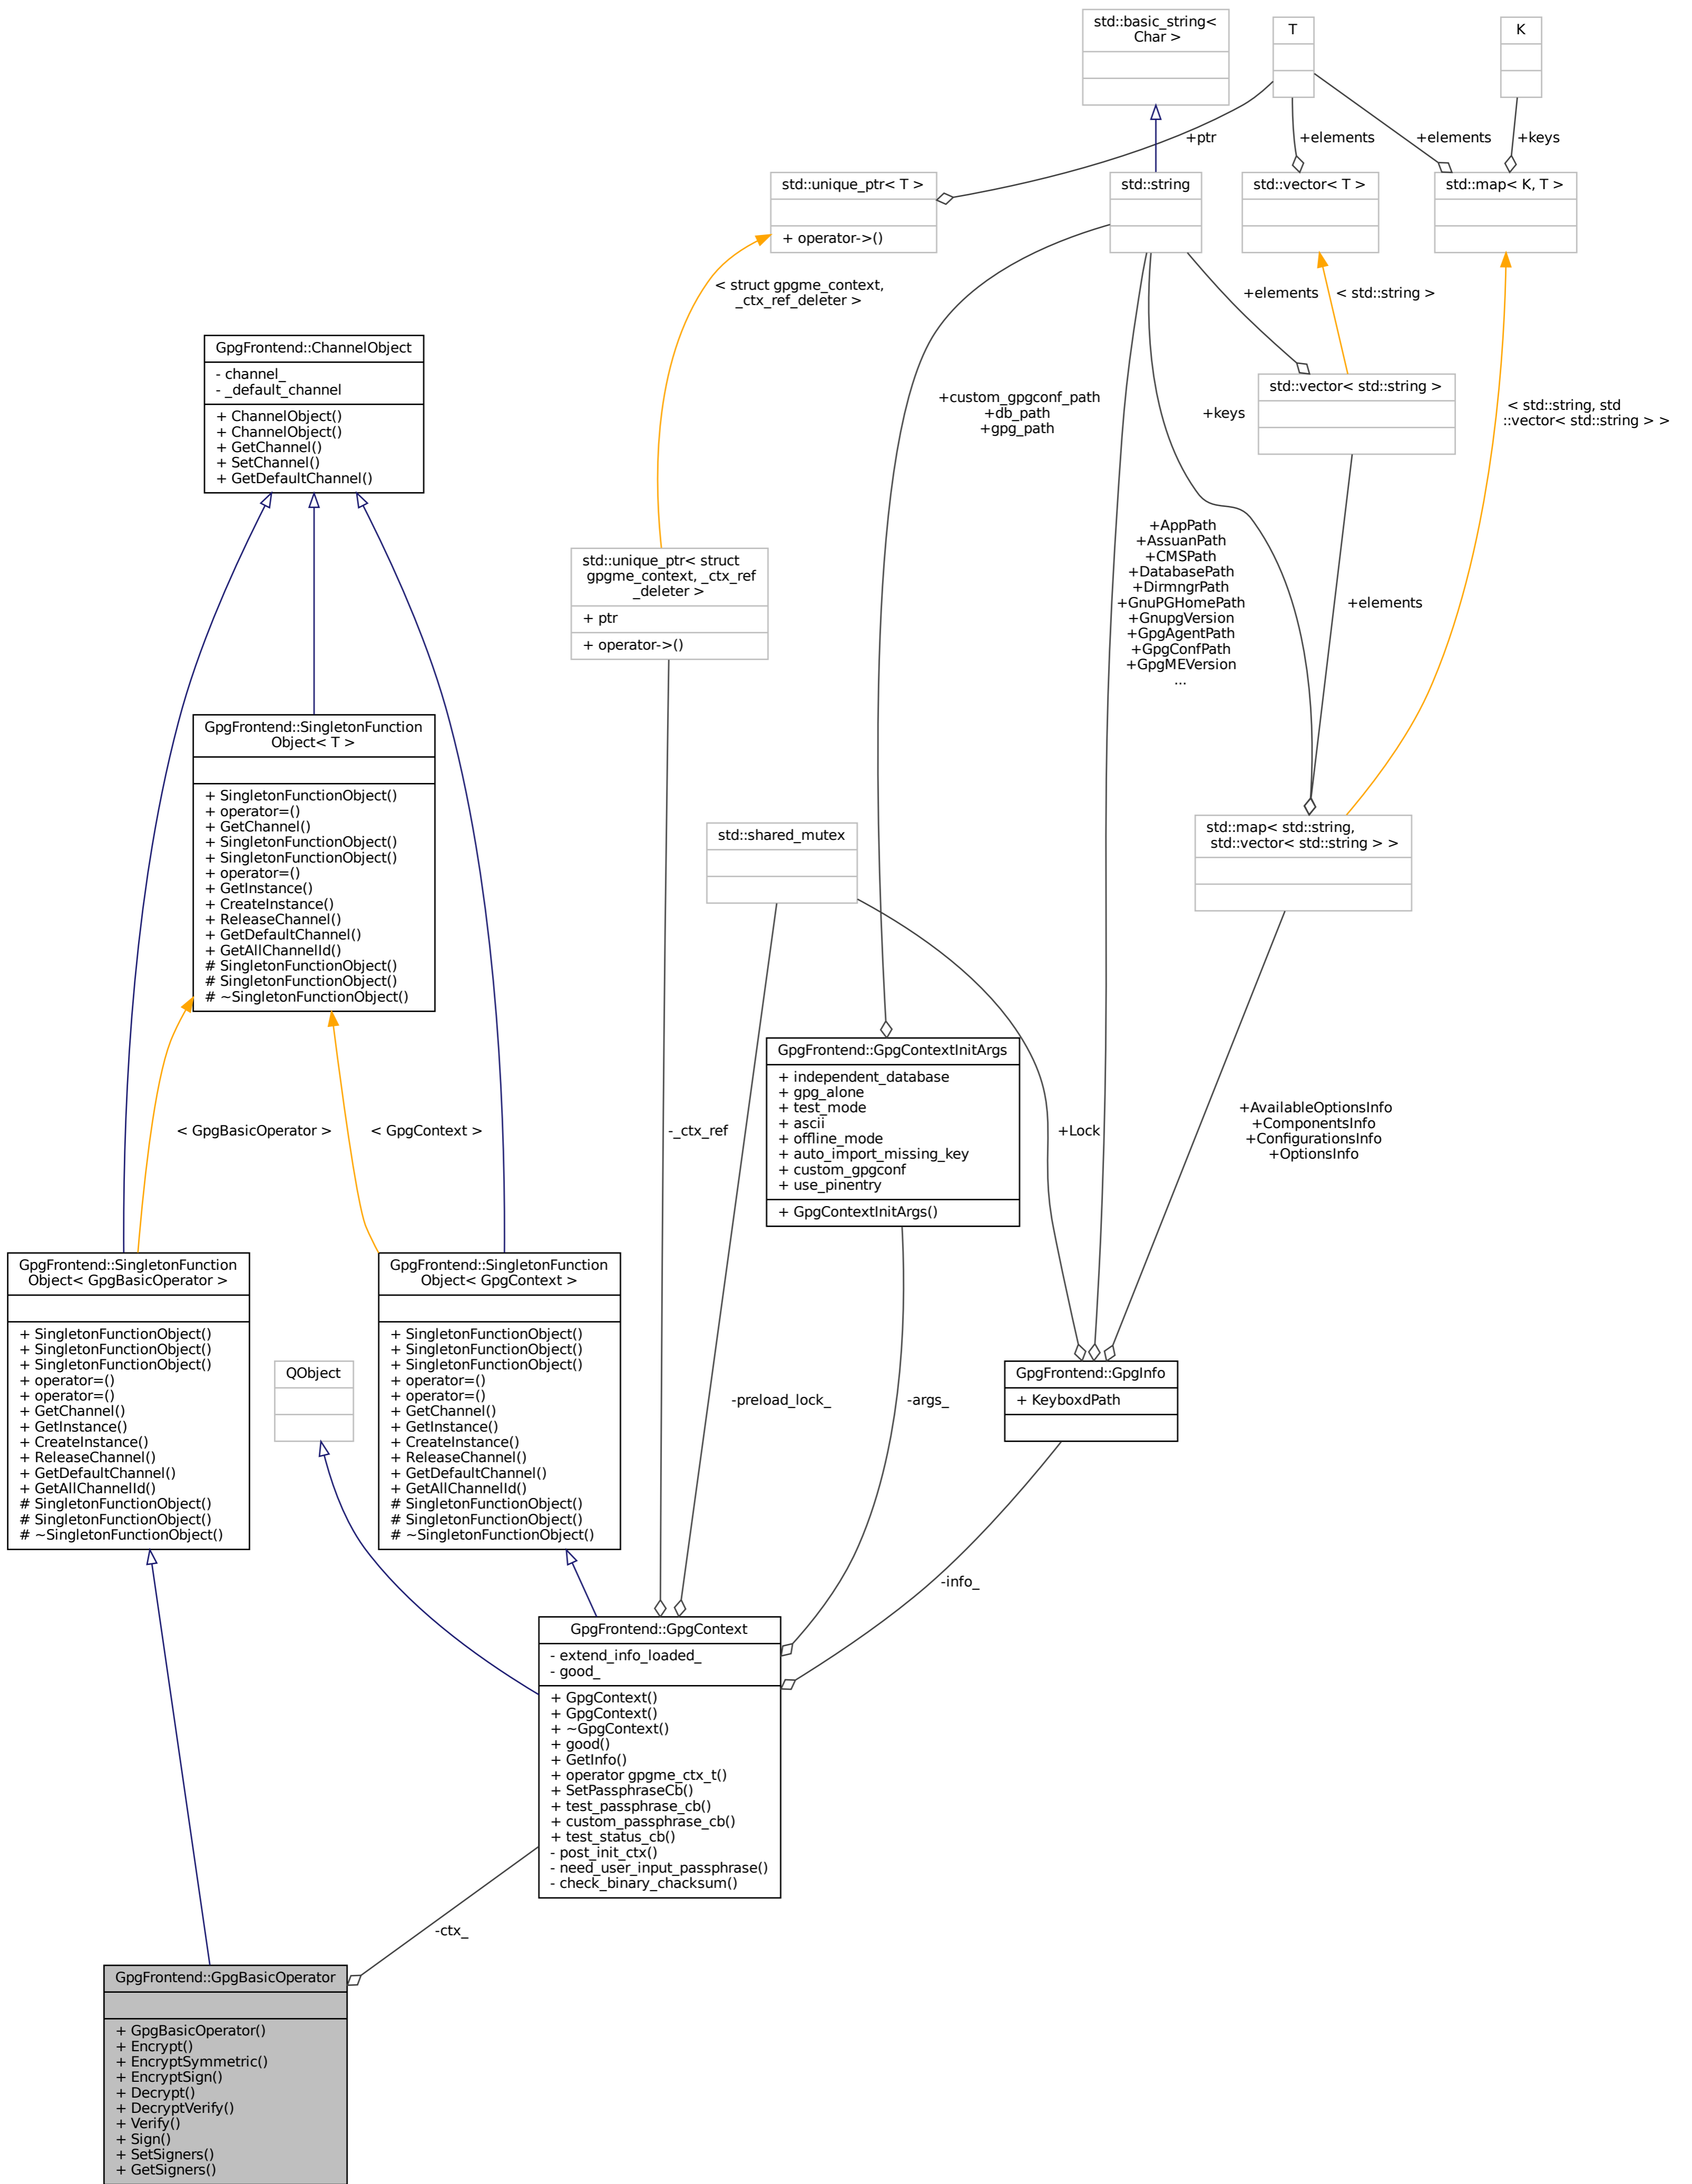 std::basic_string<
Char >
T
K
+ptr
+elements
+elements
+keys
std::unique_ptr< T >
+ operator->()
std::string
std::vector< T >
std::map< K, T >
< struct gpgme_context,
_ctx_ref_deleter >
+elements
< std::string >
GpgFrontend::ChannelObject
- channel_
- _default_channel
+ ChannelObject()
+ ChannelObject()
+ GetChannel()
+ SetChannel()
+ GetDefaultChannel()
+custom_gpgconf_path
+db_path
+gpg_path
+keys
std::vector< std::string >
< std::string, std
::vector< std::string > >
std::unique_ptr< struct
gpgme_context, _ctx_ref
_deleter >
+ ptr
+ operator->()
+AppPath
+AssuanPath
+CMSPath
+DatabasePath
+DirmngrPath
+GnuPGHomePath
+GnupgVersion
+GpgAgentPath
+GpgConfPath
+GpgMEVersion
...
+elements
GpgFrontend::SingletonFunction
Object< T >
+ SingletonFunctionObject()
+ operator=()
+ GetChannel()
+ SingletonFunctionObject()
+ SingletonFunctionObject()
+ operator=()
+ GetInstance()
+ CreateInstance()
+ ReleaseChannel()
+ GetDefaultChannel()
+ GetAllChannelId()
# SingletonFunctionObject()
# SingletonFunctionObject()
# ~SingletonFunctionObject()
std::shared_mutex
std::map< std::string,
std::vector< std::string > >
GpgFrontend::GpgContextInitArgs
+ independent_database
+ gpg_alone
+ test_mode
+ ascii
+ offline_mode
+ auto_import_missing_key
+ custom_gpgconf
+ use_pinentry
+ GpgContextInitArgs()
< GpgBasicOperator >
< GpgContext >
-_ctx_ref
+Lock
+AvailableOptionsInfo
+ComponentsInfo
+ConfigurationsInfo
+OptionsInfo
GpgFrontend::SingletonFunction
Object< GpgBasicOperator >
+ SingletonFunctionObject()
+ SingletonFunctionObject()
+ SingletonFunctionObject()
+ operator=()
+ operator=()
+ GetChannel()
+ GetInstance()
+ CreateInstance()
+ ReleaseChannel()
+ GetDefaultChannel()
+ GetAllChannelId()
# SingletonFunctionObject()
# SingletonFunctionObject()
# ~SingletonFunctionObject()
QObject
GpgFrontend::SingletonFunction
Object< GpgContext >
+ SingletonFunctionObject()
+ SingletonFunctionObject()
+ SingletonFunctionObject()
+ operator=()
+ operator=()
+ GetChannel()
+ GetInstance()
+ CreateInstance()
+ ReleaseChannel()
+ GetDefaultChannel()
+ GetAllChannelId()
# SingletonFunctionObject()
# SingletonFunctionObject()
# ~SingletonFunctionObject()
-preload_lock_
-args_
GpgFrontend::GpgInfo
+ KeyboxdPath
-info_
GpgFrontend::GpgContext
- extend_info_loaded_
- good_
+ GpgContext()
+ GpgContext()
+ ~GpgContext()
+ good()
+ GetInfo()
+ operator gpgme_ctx_t()
+ SetPassphraseCb()
+ test_passphrase_cb()
+ custom_passphrase_cb()
+ test_status_cb()
- post_init_ctx()
- need_user_input_passphrase()
- check_binary_chacksum()
-ctx_
GpgFrontend::GpgBasicOperator
+ GpgBasicOperator()
+ Encrypt()
+ EncryptSymmetric()
+ EncryptSign()
+ Decrypt()
+ DecryptVerify()
+ Verify()
+ Sign()
+ SetSigners()
+ GetSigners()